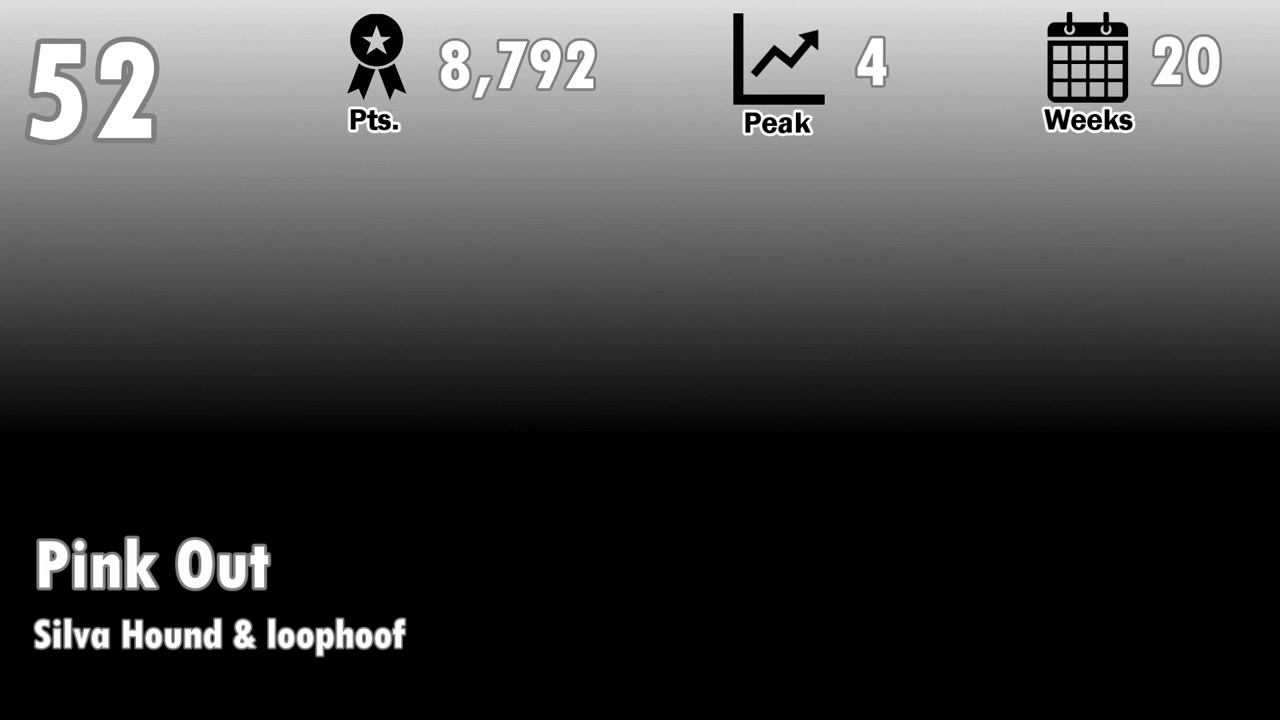 52
8,792
4
20
Pts.
Peak
Weeks
Pink Out
Silva Hound & loophoof